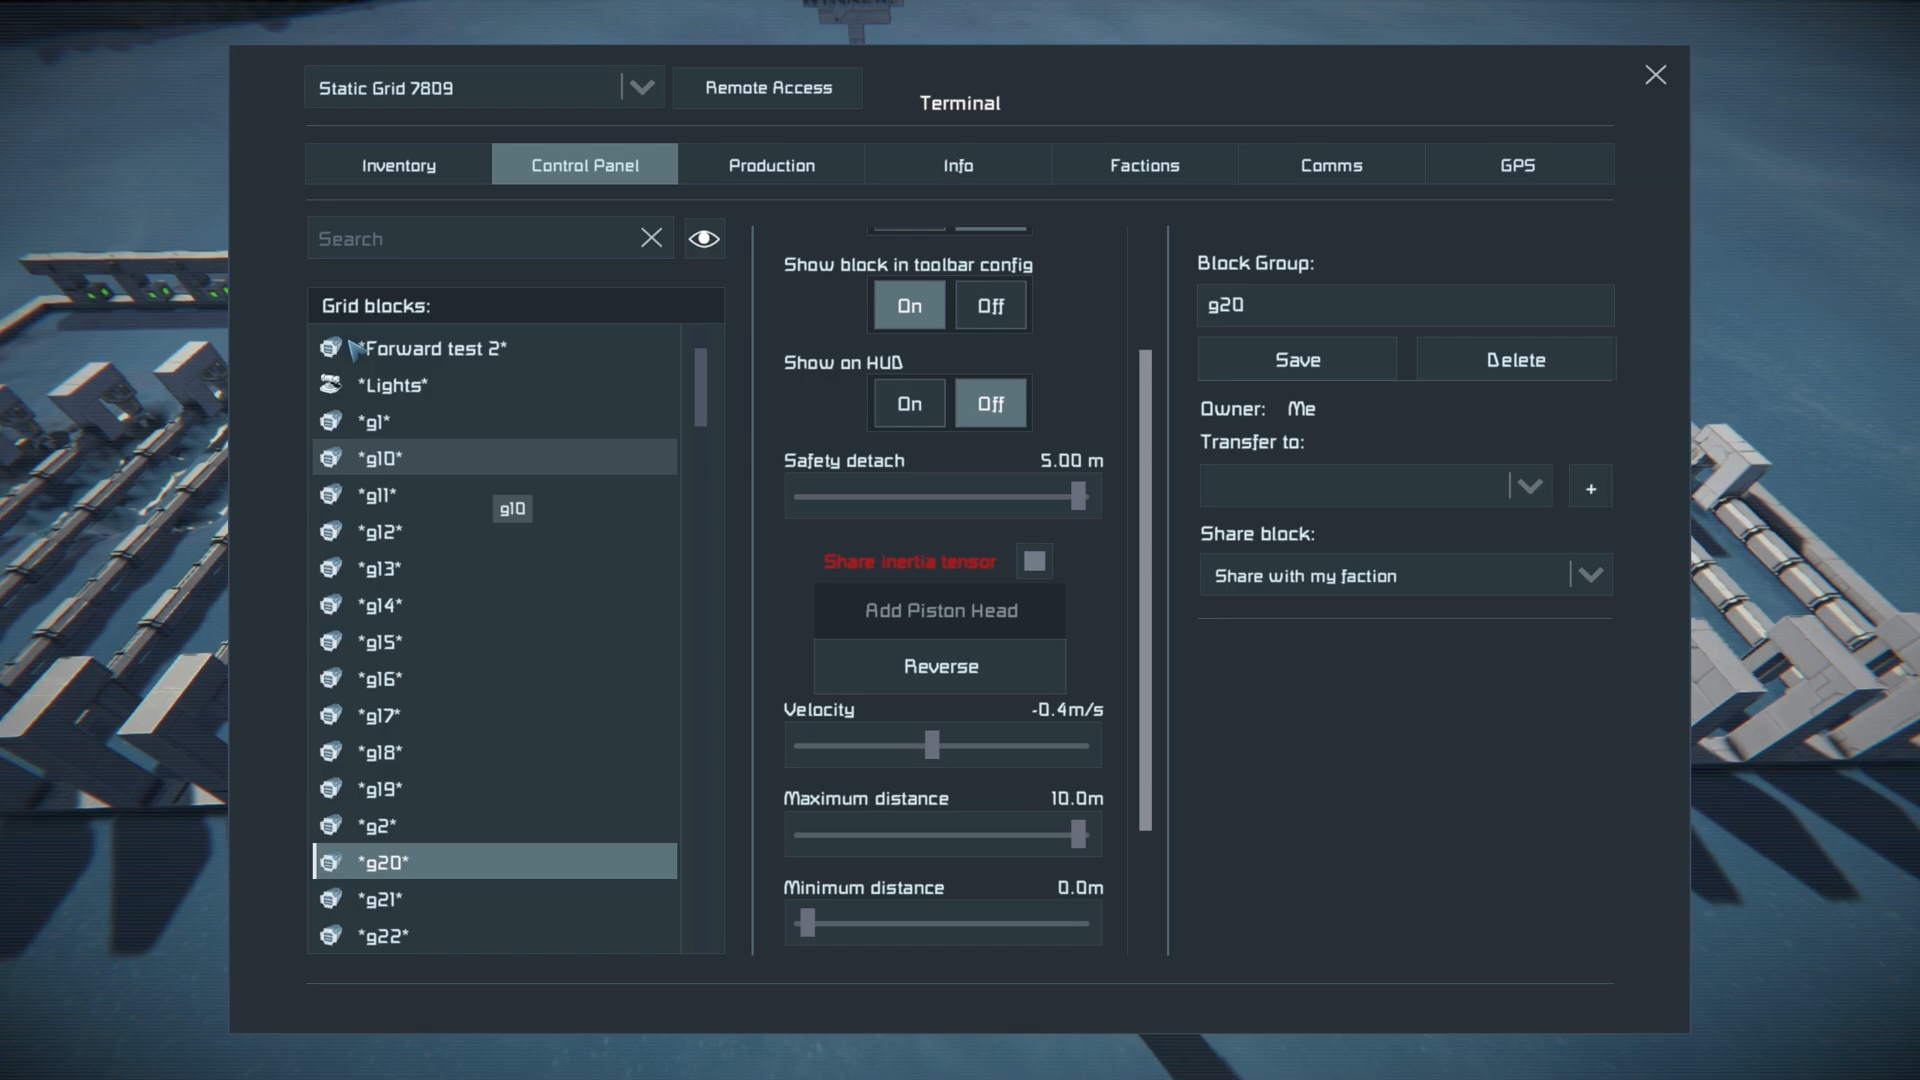 Static Grid 7809
Remote Access
Terminal
Inventory
Control Panel
Production
Info
Factions
Comms
GPS
Search
Grid blocks:
*Forward test 2*
*Lights*
*g1*
*g10*
*g11*
g10
*g12*
*g13*
*g14*
*g15*
*g16*
*g17*
*g18*
*g19*
*g2*
*g20*
*g21*
*g22*
Show block in toolbar config
On
Off
Show on HUD
On
Off
Safety detach 5.00 m
Share inertia tensor
Add Piston Head
Reverse
Velocity -0.4m/s
Maximum distance 10.0m
Minimum distance 0.0m
Block Group:
g20
Save
Delete
Owner: Me
Transfer to:
+
Share block:
Share with my faction